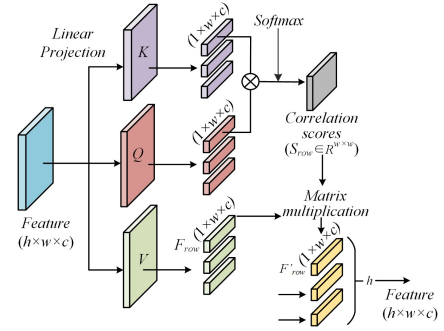 Softmax
Linear
Projection
K
(1×w×c)
Q
(1×w×c)
Correlation
scores
(S_row∈R^w×w)
Feature
(h×w×c)
V
F_row
(1×w×c)
Matrix
multiplication
F'_row
(1×w×c)
h
Feature
(h×w×c)